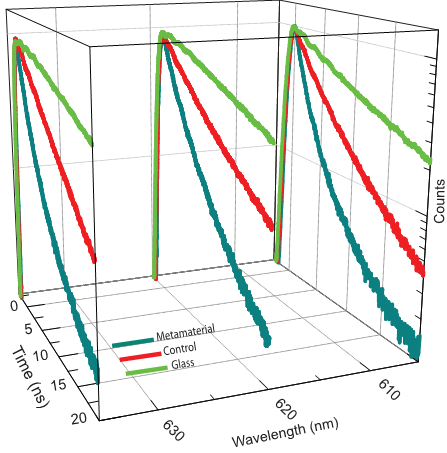 Counts
0
5
10
15
20
Time (ns)
Metamaterial
Control
Glass
630
620
610
Wavelength (nm)